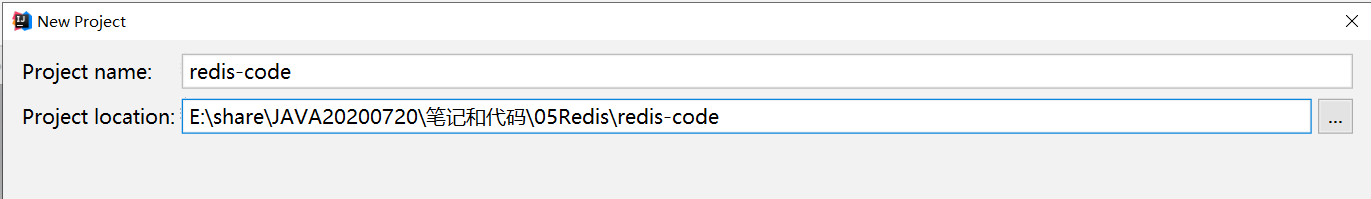 New Project
Project name: redis-code
Project location: E:\share\JAVA20200720\笔记和代码\05Redis\redis-code ...